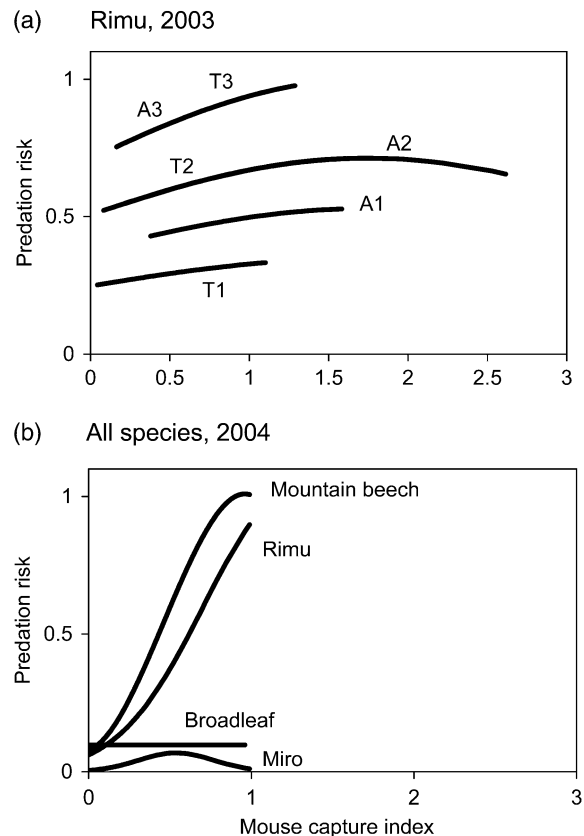 (a) Rimu, 2003
Predation risk
1
0.5
0
T3
A3
A2
T2
A1
T1
0 0.5 1 1.5 2 2.5 3
(b) All species, 2004
Predation risk
1
0.5
0
Mountain beech
Rimu
Broadleaf
Miro
0 1 2 3
Mouse capture index